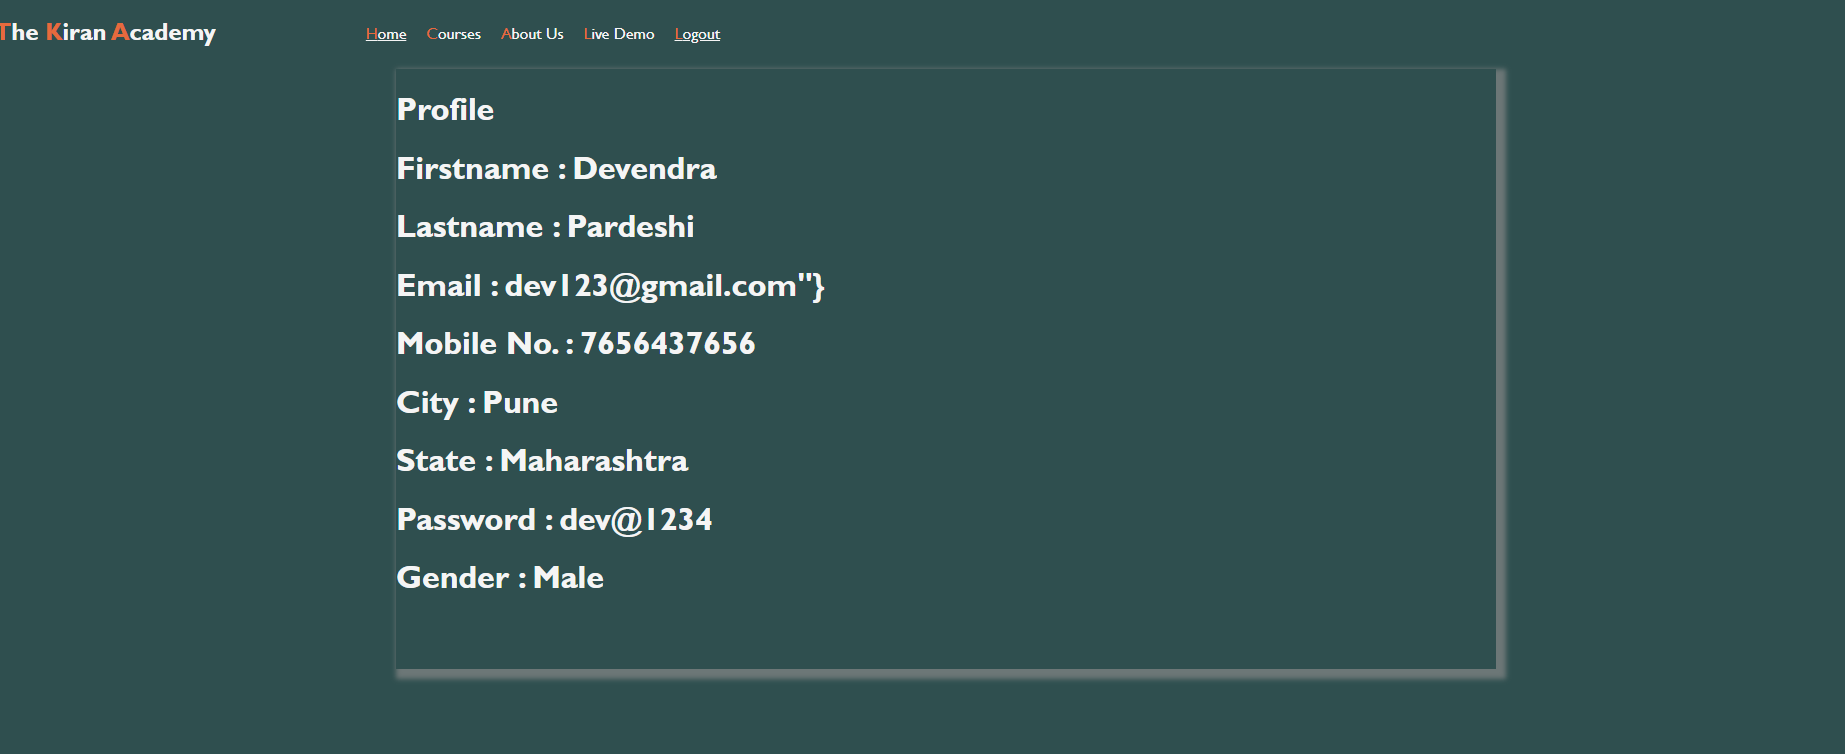 The Kiran Academy
Home Courses About Us Live Demo Logout
Profile
Firstname : Devendra
Lastname : Pardeshi
Email : dev123@gmail.com"}
Mobile No. : 7656437656
City : Pune
State : Maharashtra
Password : dev@1234
Gender : Male